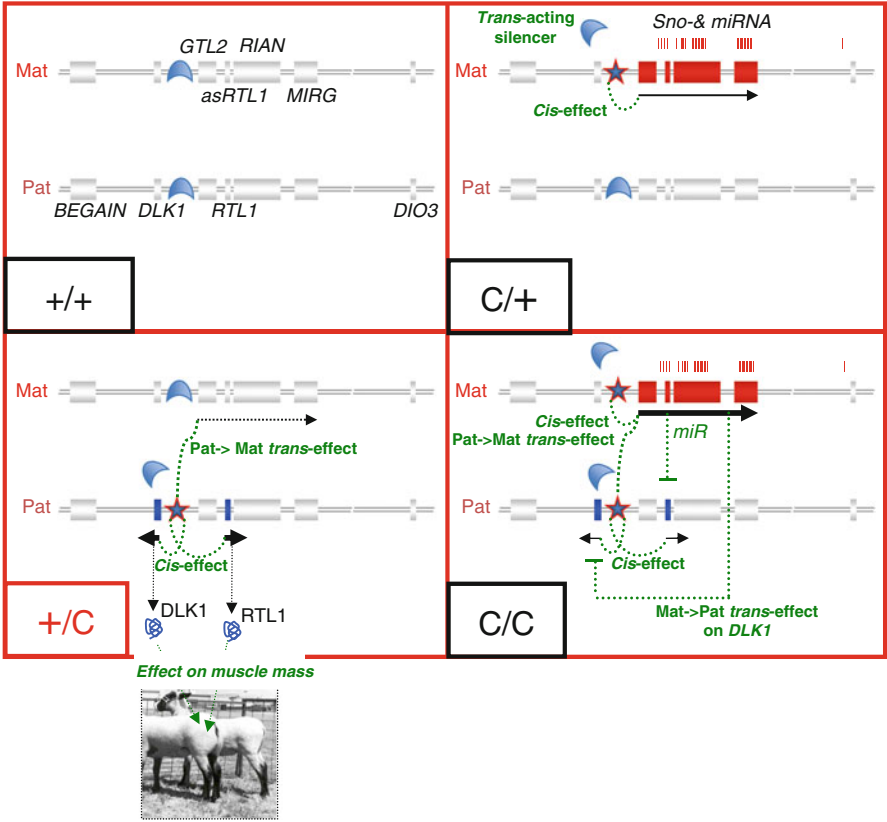 GTL2 RIAN
Mat
asRTL1 MIRG
Pat
BEGAIN DLK1 RTL1 DIO3
+/+
Trans-acting
silencer
Sno-& miRNA
Mat
Cis-effect
Pat
C/+
Mat
Pat-> Mat trans-effect
Pat
Cis-effect
DLK1 RTL1
+/C
Effect on muscle mass
Mat
Cis-effect
Pat->Mat trans-effect
miR
Pat
Cis-effect
Mat->Pat trans-effect
on DLK1
C/C